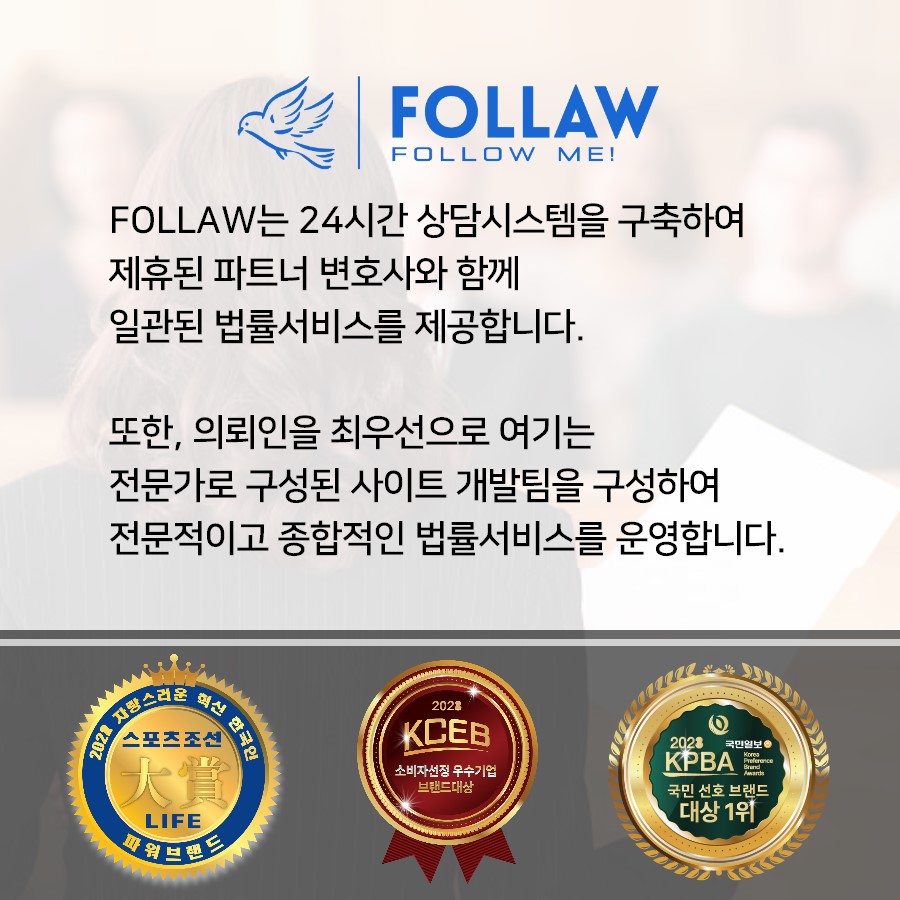 FOLLAW
FOLLOW ME!
FOLLAW는 24시간 상담시스템을 구축하여
제휴된 파트너 변호사와 함께
일관된 법률서비스를 제공합니다.
또한, 의뢰인을 최우선으로 여기는
전문가로 구성된 사이트 개발팀을 구성하여
전문적이고 종합적인 법률서비스를 운영합니다.
자랑스러운 혁신 한국인
스포츠조선
大賞
LIFE
파워브랜드
KCEB
소비자선정 우수기업
브랜드대상
국민일보
KPBA
Korea
Preference
Brand
Awards
국민 선호 브랜드
대상 1위